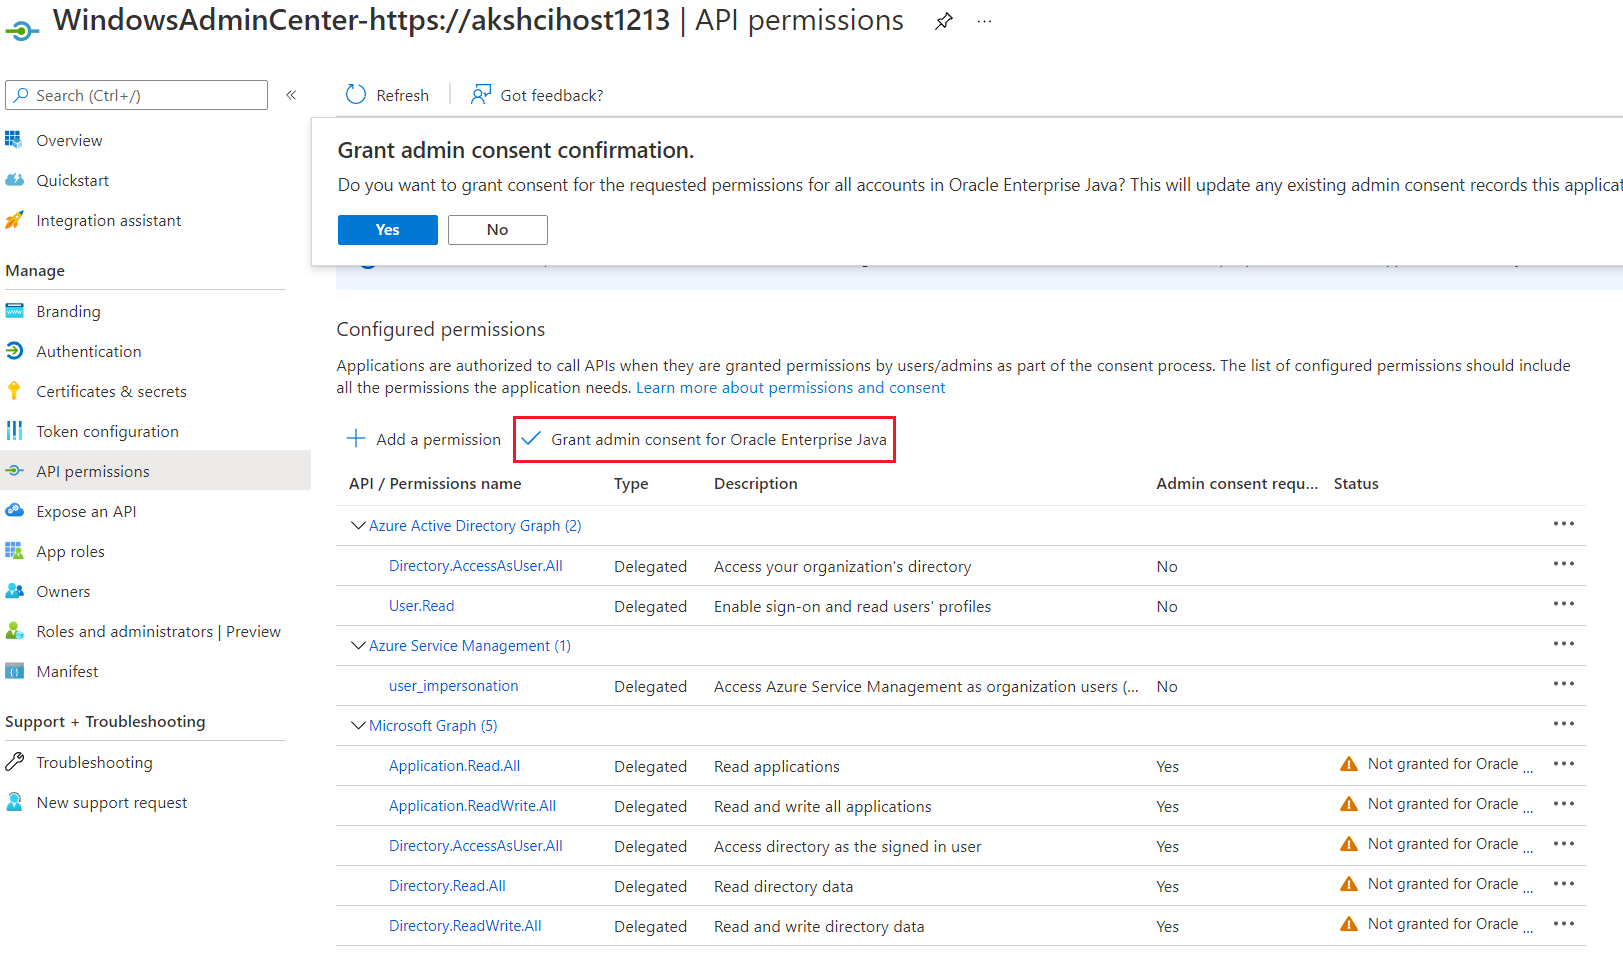 WindowsAdminCenter-https://akshcihost1213 | API permissions ...
Search (Ctrl+/) «
Refresh
Got feedback?
Grant admin consent confirmation.
Do you want to grant consent for the requested permissions for all accounts in Oracle Enterprise Java? This will update any existing admin consent records this applicat
Yes
No
Overview
Quickstart
Integration assistant
Manage
Branding
Authentication
Certificates & secrets
Token configuration
API permissions
Expose an API
App roles
Owners
Roles and administrators | Preview
Manifest
Support + Troubleshooting
Troubleshooting
New support request
Configured permissions
Applications are authorized to call APIs when they are granted permissions by users/admins as part of the consent process. The list of configured permissions should include
all the permissions the application needs. Learn more about permissions and consent
Add a permission
Grant admin consent for Oracle Enterprise Java
API / Permissions name Type Description Admin consent requ... Status
Azure Active Directory Graph (2)
Directory.AccessAsUser.All Delegated Access your organization's directory No
User.Read Delegated Enable sign-on and read users' profiles No
Azure Service Management (1)
user_impersonation Delegated Access Azure Service Management as organization users (... No
Microsoft Graph (5)
Application.Read.All Delegated Read applications Yes Not granted for Oracle ...
Application.ReadWrite.All Delegated Read and write all applications Yes Not granted for Oracle ...
Directory.AccessAsUser.All Delegated Access directory as the signed in user Yes Not granted for Oracle ...
Directory.Read.All Delegated Read directory data Yes Not granted for Oracle ...
Directory.ReadWrite.All Delegated Read and write directory data Yes Not granted for Oracle ...